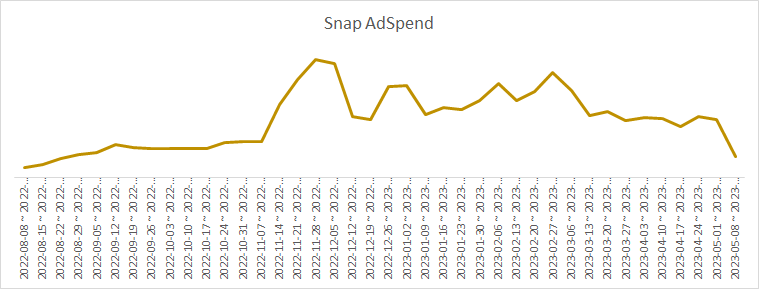 Snap AdSpend
2022-08-08 ~ 2022-...
2022-08-15 ~ 2022-...
2022-08-22 ~ 2022-...
2022-08-29 ~ 2022-...
2022-09-05 ~ 2022-...
2022-09-12 ~ 2022-...
2022-09-19 ~ 2022-...
2022-09-26 ~ 2022-...
2022-10-03 ~ 2022-...
2022-10-10 ~ 2022-...
2022-10-17 ~ 2022-...
2022-10-24 ~ 2022-...
2022-10-31 ~ 2022-...
2022-11-07 ~ 2022-...
2022-11-14 ~ 2022-...
2022-11-21 ~ 2022-...
2022-11-28 ~ 2022-...
2022-12-05 ~ 2022-...
2022-12-12 ~ 2022-...
2022-12-19 ~ 2022-...
2022-12-26 ~ 2023-...
2023-01-02 ~ 2023-...
2023-01-09 ~ 2023-...
2023-01-16 ~ 2023-...
2023-01-23 ~ 2023-...
2023-01-30 ~ 2023-...
2023-02-06 ~ 2023-...
2023-02-13 ~ 2023-...
2023-02-20 ~ 2023-...
2023-02-27 ~ 2023-...
2023-03-06 ~ 2023-...
2023-03-13 ~ 2023-...
2023-03-20 ~ 2023-...
2023-03-27 ~ 2023-...
2023-04-03 ~ 2023-...
2023-04-10 ~ 2023-...
2023-04-17 ~ 2023-...
2023-04-24 ~ 2023-...
2023-05-01 ~ 2023-...
2023-05-08 ~ 2023-...